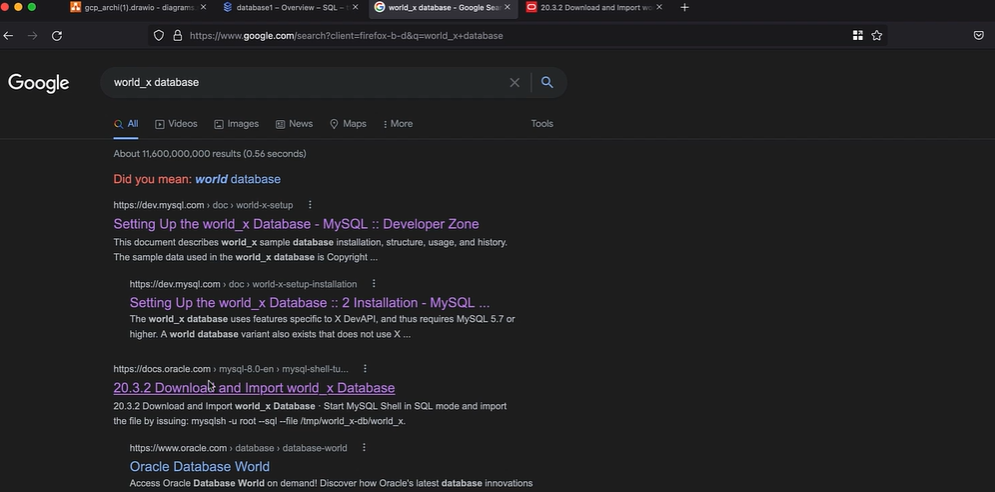 gcp_archi(1).drawio - diagrams.
database1 – Overview – SQL –
world_x database - Google Sea
20.3.2 Download and Import wo
https://www.google.com/search?client=firefox-b-d&q=world_x+database
Google
world_x database
All
Videos
Images
News
Maps
More
Tools
About 11,600,000,000 results (0.56 seconds)
Did you mean: world database
https://dev.mysql.com › doc › world-x-setup
Setting Up the world_x Database - MySQL :: Developer Zone
This document describes world_x sample database installation, structure, usage, and history.
The sample data used in the world_x database is Copyright ...
https://dev.mysql.com › doc › world-x-setup-installation
Setting Up the world_x Database :: 2 Installation - MySQL ...
The world_x database uses features specific to X DevAPI, and thus requires MySQL 5.7 or
higher. A world database variant also exists that does not use X ...
https://docs.oracle.com › mysql-8.0-en › mysql-shell-tu...
20.3.2 Download and Import world_x Database
20.3.2 Download and Import world_x Database · Start MySQL Shell in SQL mode and import
the file by issuing: mysqlsh -u root --sql --file /tmp/world_x-db/world_x.
https://www.oracle.com › database › database-world
Oracle Database World
Access Oracle Database World on demand! Discover how Oracle's latest database innovations